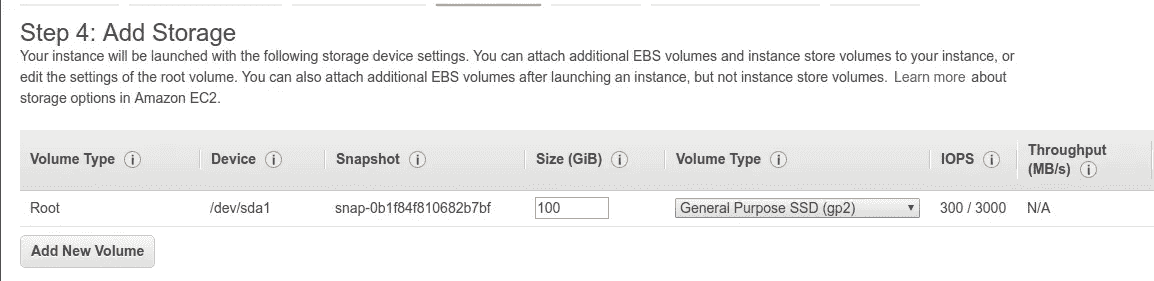 Step 4: Add Storage
Your instance will be launched with the following storage device settings. You can attach additional EBS volumes and instance store volumes to your instance, or
edit the settings of the root volume. You can also attach additional EBS volumes after launching an instance, but not instance store volumes. Learn more about
storage options in Amazon EC2.
Volume Type i Device i Snapshot i Size (GiB) i Volume Type i IOPS i Throughput (MB/s) i
Root /dev/sda1 snap-0b1f84f810682b7bf 100 General Purpose SSD (gp2) 300 / 3000 N/A
Add New Volume